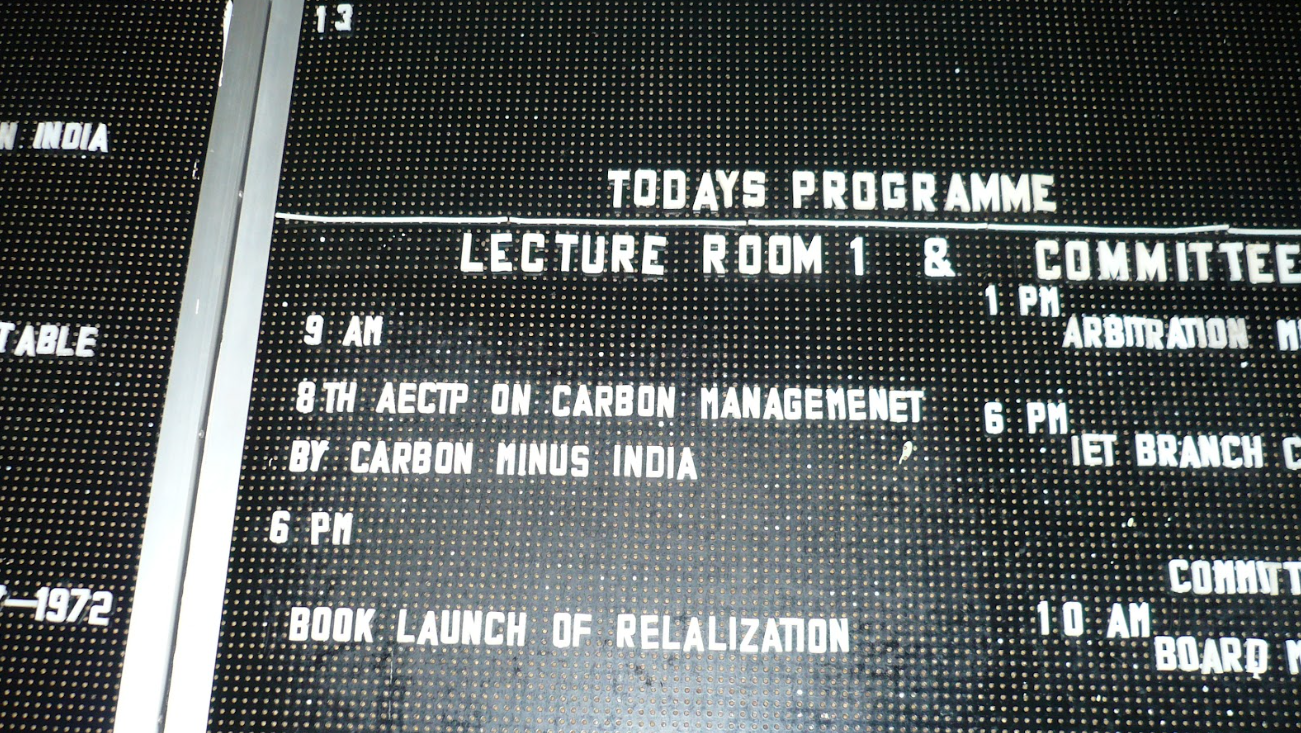 INDIA
TABLE
1972
13
TODAYS PROGRAMME
LECTURE ROOM 1 & COMMITTEE
9 AM
8TH AECTP ON CARBON MANAGEMENET
BY CARBON MINUS INDIA
6 PM
BOOK LAUNCH OF RELALIZATION
1 PM
ARBITRATION
6 PM
IET BRANCH
10 AM
BOARD